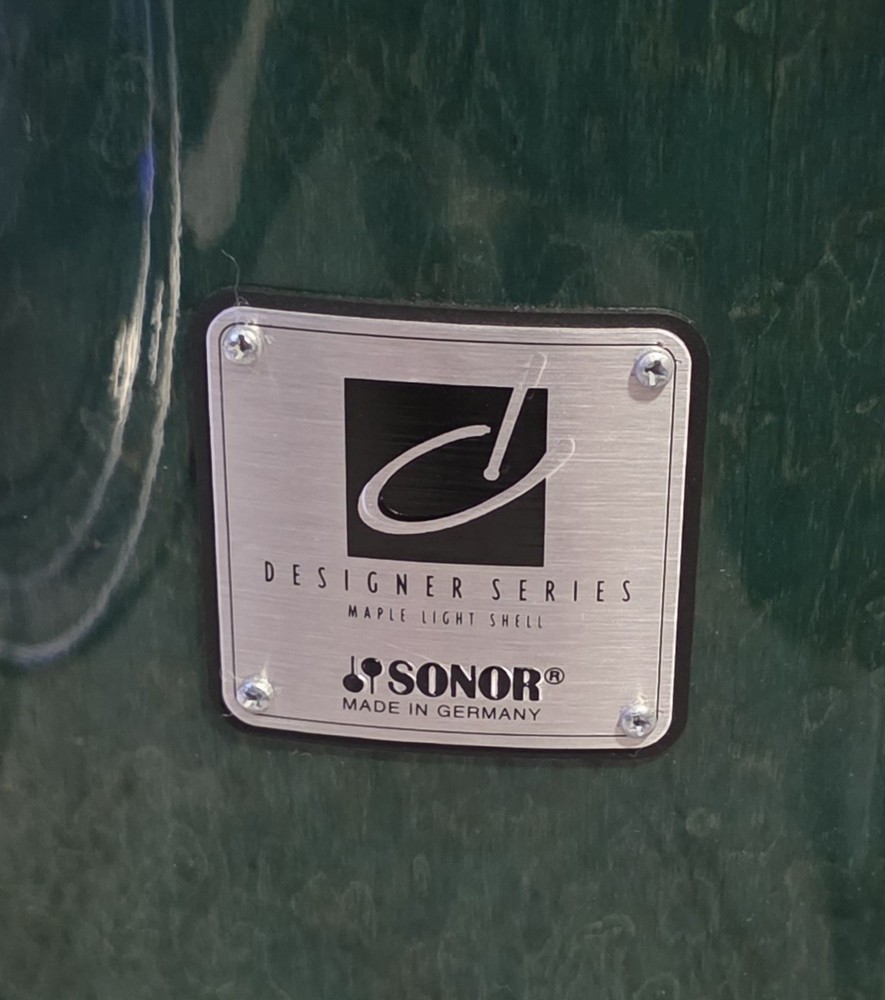 DESIGNER SERIES
MAPLE LIGHT SHELL
SONOR®
MADE IN GERMANY